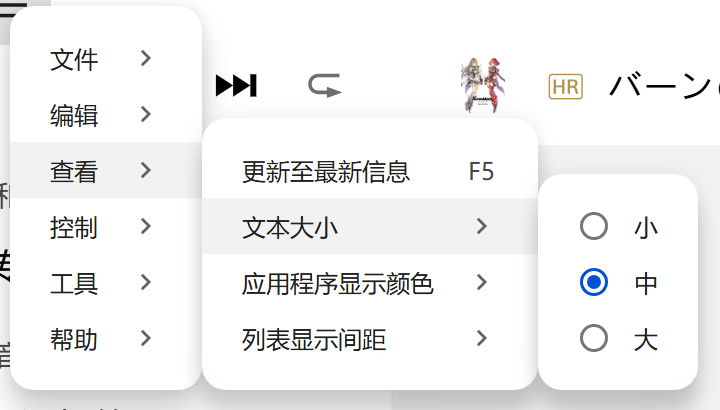 文件
编辑
查看
控制
工具
帮助
更新至最新信息 F5
文本大小
应用程序显示颜色
列表显示间距
小
中
大
HR
バーン